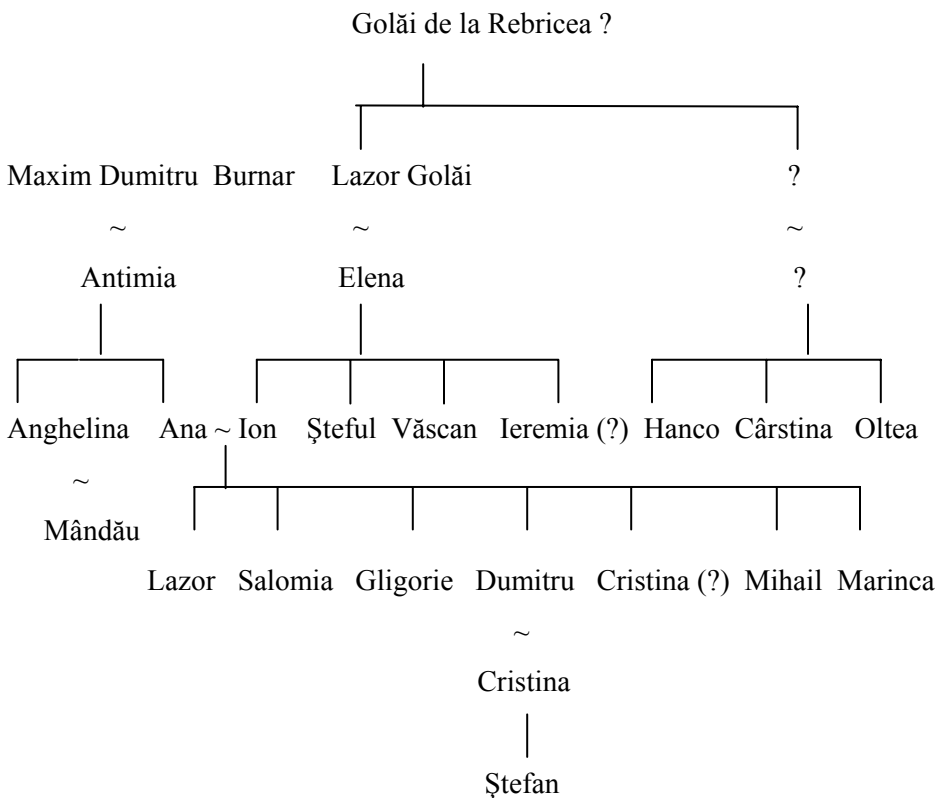 Golăi de la Rebricea ?
Maxim Dumitru Burnar Lazor Golăi ?
~ ~ ~
Antimia Elena ?
Anghelina Ana ~ Ion Şteful Văscan Ieremia (?) Hanco Cârstina Oltea
~
Mândău
Lazor Salomia Gligorie Dumitru Cristina (?) Mihail Marinca
~
Cristina
Ştefan